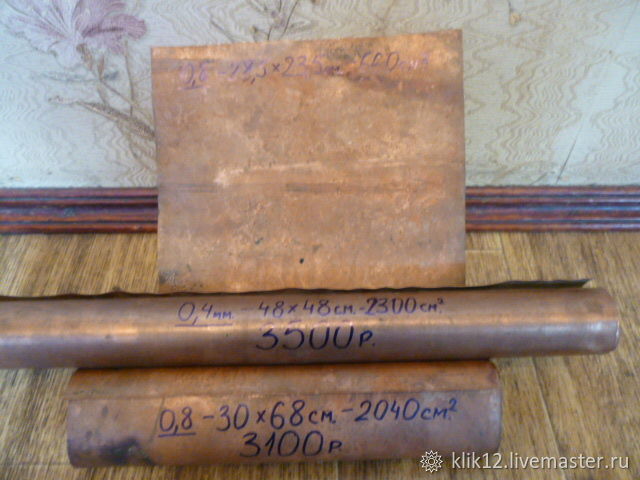 0,4мм. - 48×48см. - 2300см²
3500р.
0,8 - 30×68см. - 2040см²
3100р.
klik12.livemaster.ru